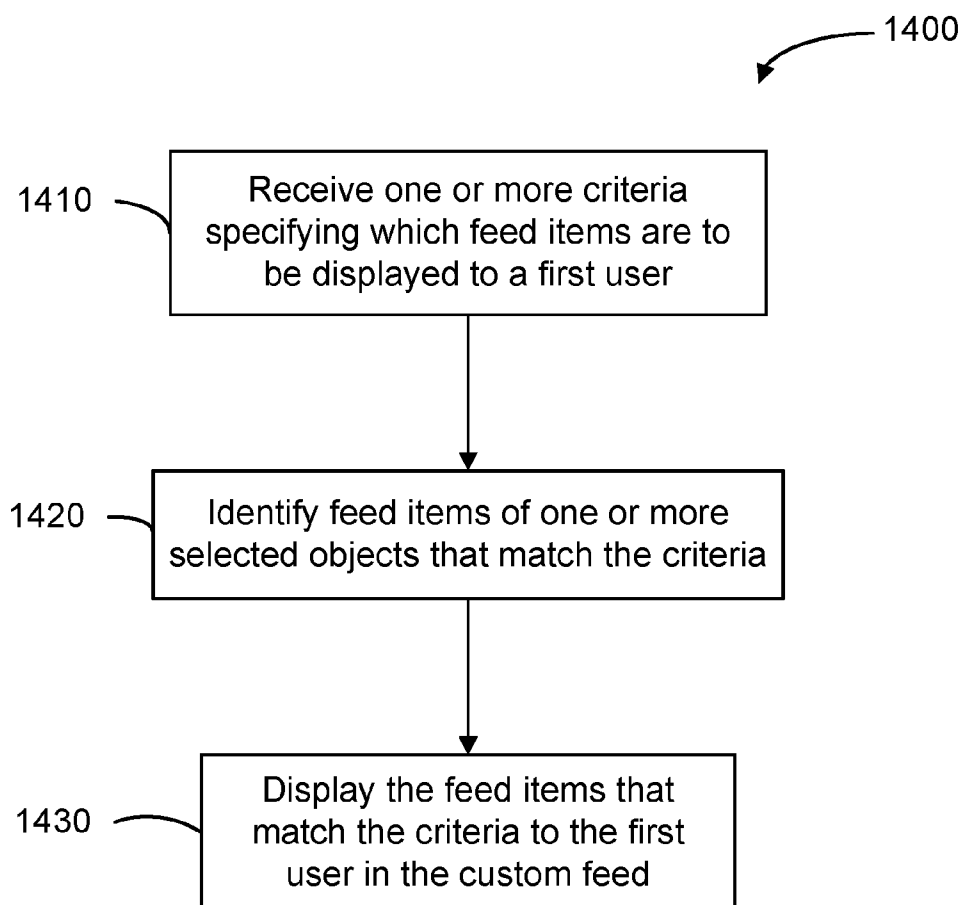 1400
1410
Receive one or more criteria
specifying which feed items are to
be displayed to a first user
1420
Identify feed items of one or more
selected objects that match the criteria
1430
Display the feed items that
match the criteria to the first
user in the custom feed